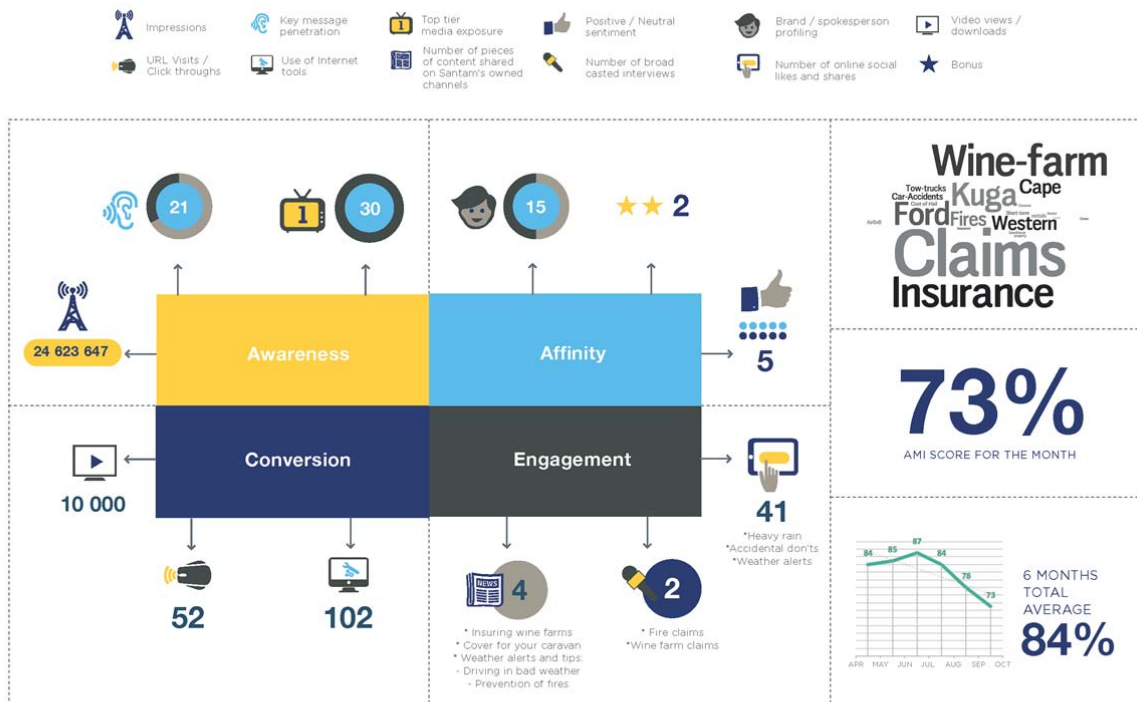 Impressions
Key message
penetration
Top tier
media exposure
Positive / Neutral
sentiment
Brand / spokesperson
profiling
Video views /
downloads
URL Visits /
Click throughs
Use of Internet
tools
Number of pieces
of content shared
on Santam's owned
channels
Number of broad
casted interviews
Number of online social
likes and shares
Bonus
21
1
30
15
2
24 623 647
Awareness
Affinity
5
Conversion
Engagement
10 000
52
102
NEWS
4
* Insuring wine farms
* Cover for your caravan
* Weather alerts and tips:
- Driving in bad weather
- Prevention of fires
2
* Fire claims
*Wine farm claims
41
*Heavy rain
*Accidental don'ts
*Weather alerts
Wine-farm
Tow-trucks
Car-Accidents
Kuga
Cape
Ford
Fires
Western
Claims
Insurance
73%
AMI SCORE FOR THE MONTH
84
85
87
84
78
73
APR MAY JUN JUL AUG SEP OCT
6 MONTHS
TOTAL
AVERAGE
84%